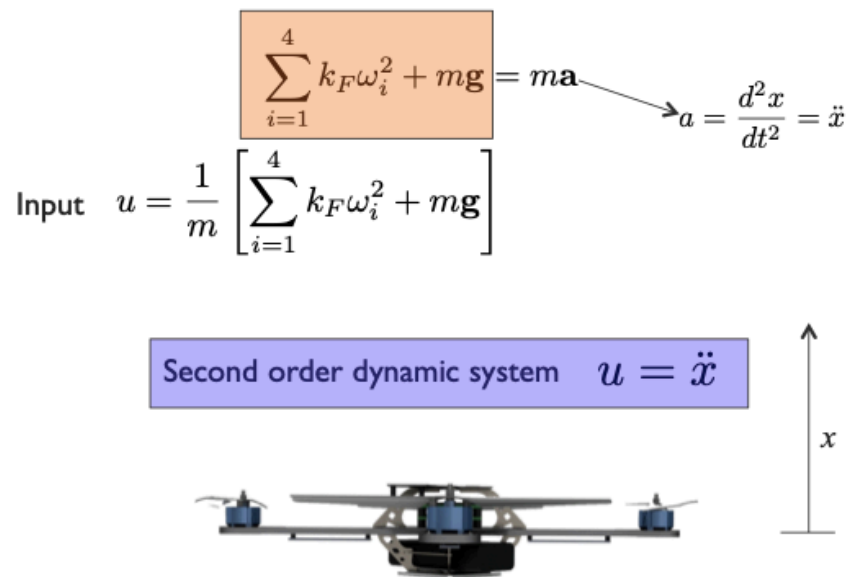 \sum_{i=1}^{4} k_F \omega_i^2 + m\mathbf{g} = m\mathbf{a}
a = \frac{d^2x}{dt^2} = \ddot{x}
Input u = \frac{1}{m} \left[ \sum_{i=1}^{4} k_F \omega_i^2 + m\mathbf{g} \right]
Second order dynamic system u = \ddot{x}
x